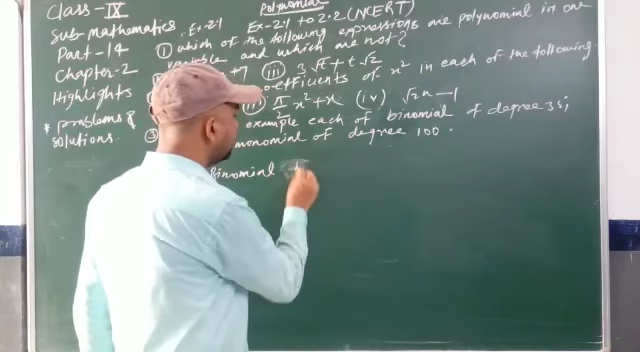 Class-IX
Polynomial
Sub-mathematics
Ex-2.1
Ex-2.1 to 2.2 (NCERT)
Part-14
① which of the following expressions are polynomial in one
variable and which are not?
Chapter-2
+7 (iii) 3√t + t√2
Highlights
coefficients of x² in each of the following.
π/2 x² + x (iv) √2x - 1
* problems &
solutions.
③
example each of binomial of degree 35,
monomial of degree 100.
Binomial